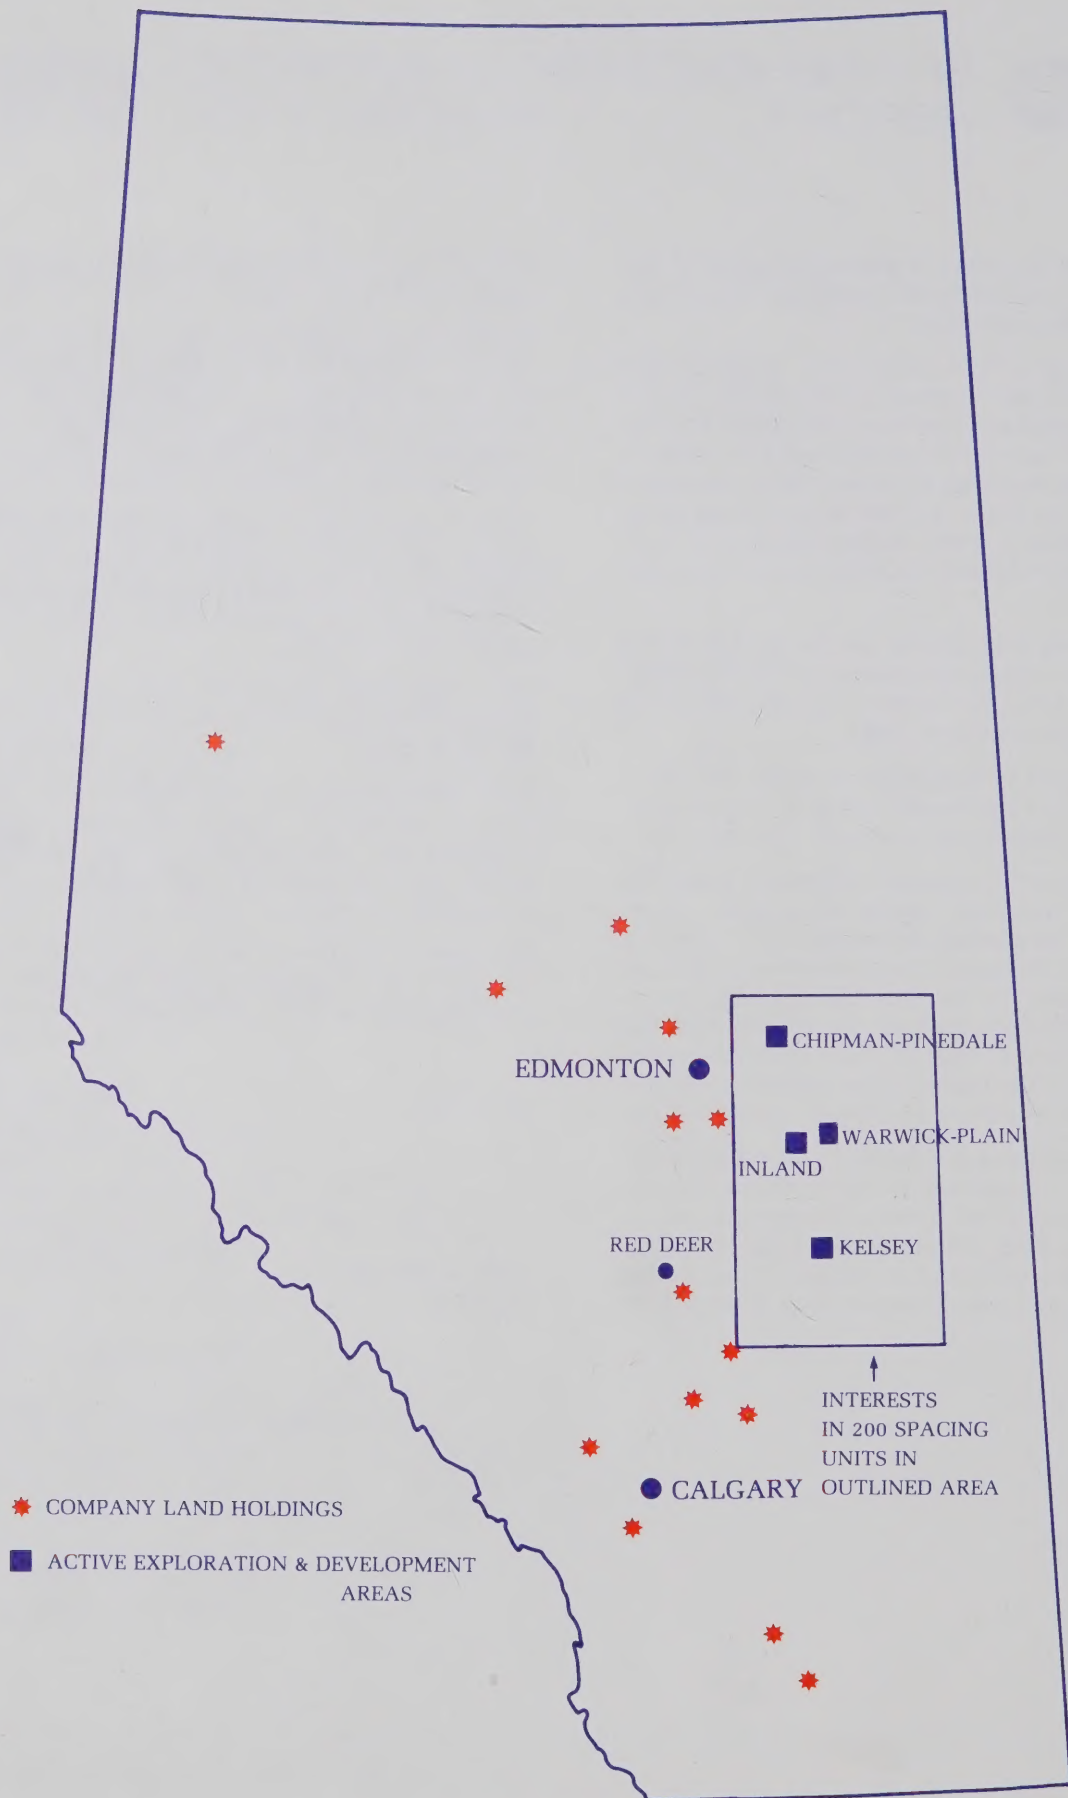 CHIPMAN-PINEDALE
EDMONTON
WARWICK-PLAIN
INLAND
RED DEER
KELSEY
INTERESTS
IN 200 SPACING
UNITS IN
OUTLINED AREA
CALGARY
COMPANY LAND HOLDINGS
ACTIVE EXPLORATION & DEVELOPMENT
AREAS